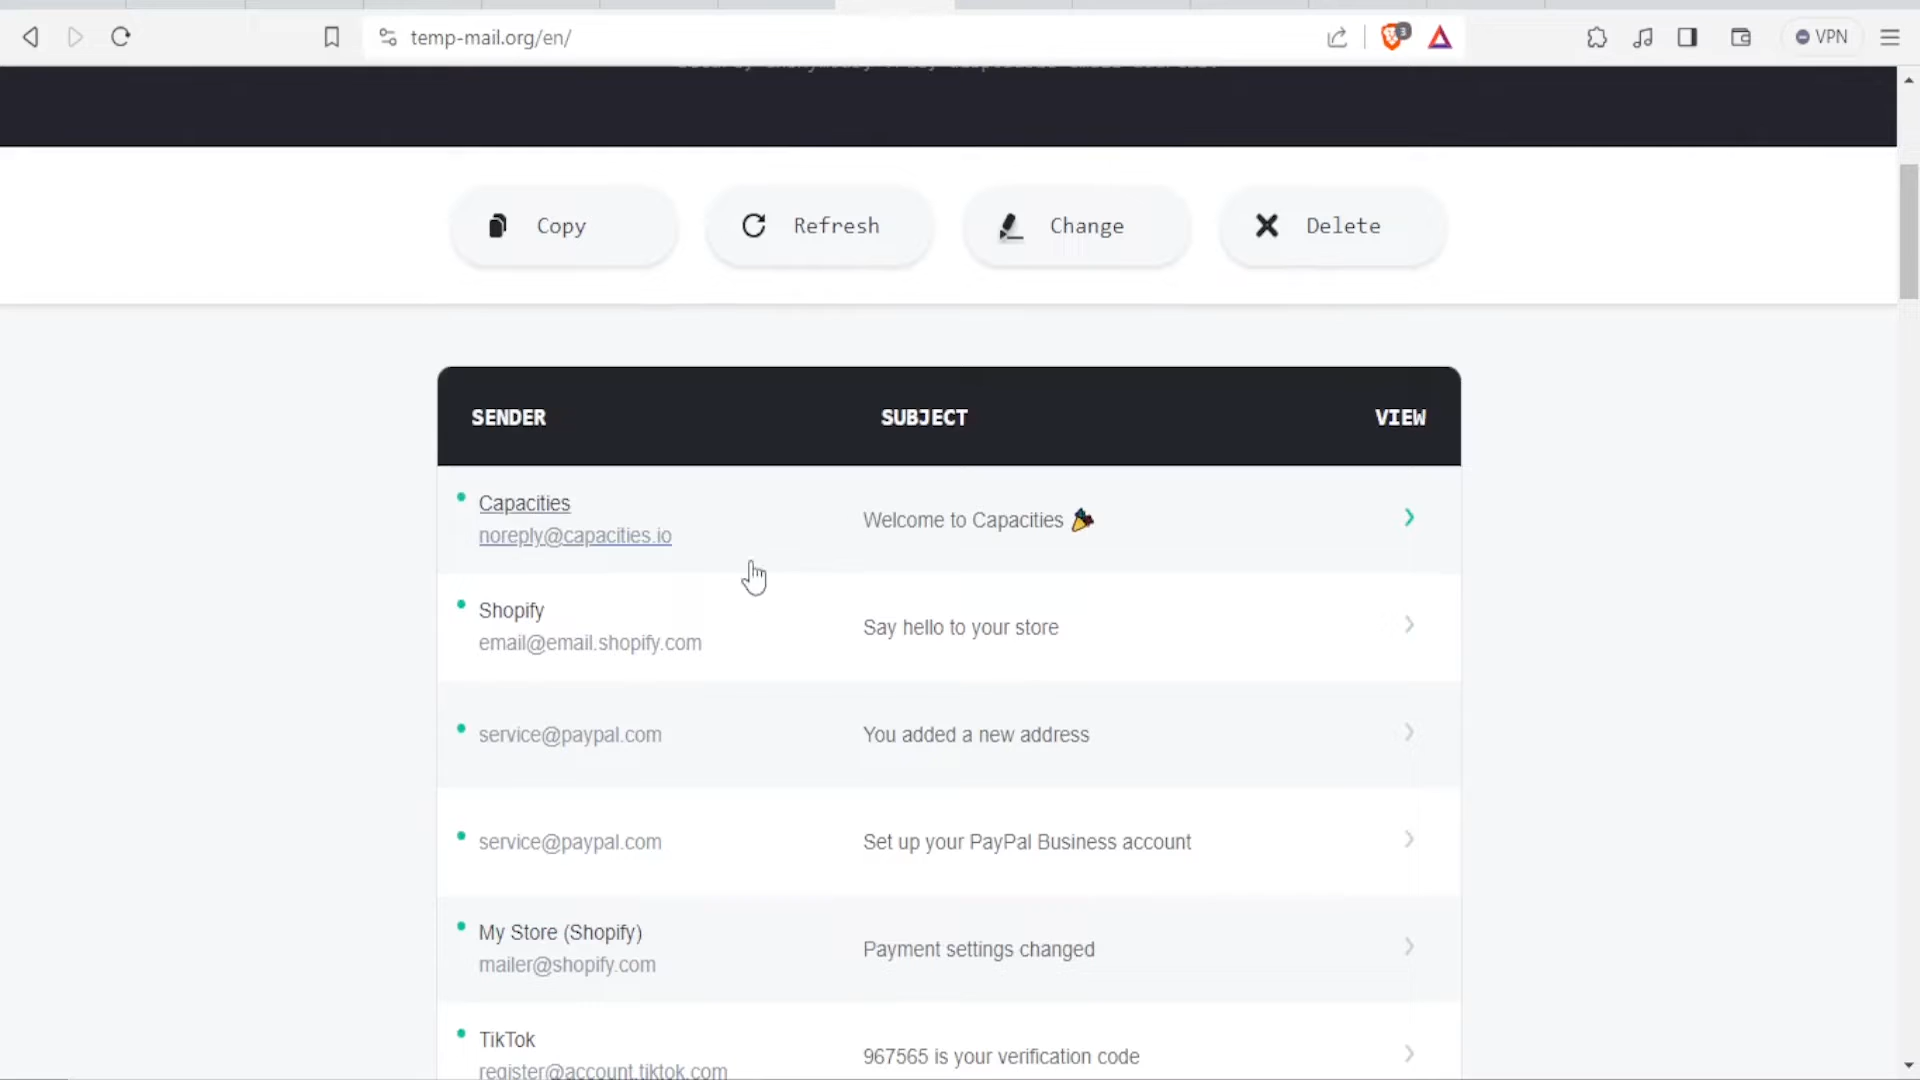 temp-mail.org/en/
3
VPN
Copy
Refresh
Change
Delete
SENDER
SUBJECT
VIEW
Capacities
noreply@capacities.io
Welcome to Capacities
Shopify
email@email.shopify.com
Say hello to your store
service@paypal.com
You added a new address
service@paypal.com
Set up your PayPal Business account
My Store (Shopify)
mailer@shopify.com
Payment settings changed
TikTok
register@account.tiktok.com
967565 is your verification code